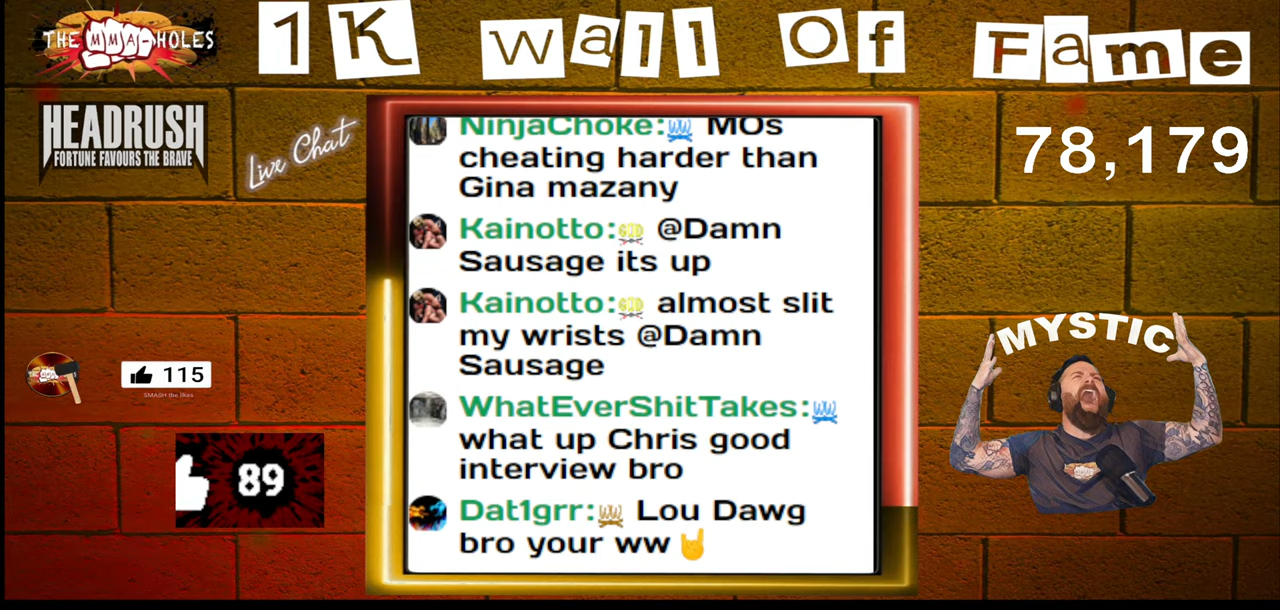 THE MMA-HOLES
1K Wall Of Fame
HEADRUSH
FORTUNE FAVOURS THE BRAVE
Live Chat
78,179
NinjaChoke: MOs
cheating harder than
Gina mazany
Kainotto: @Damn
Sausage its up
Kainotto: almost slit
my wrists @Damn
Sausage
WhatEverShitTakes:
what up Chris good
interview bro
Dat1grr: Lou Dawg
bro your ww🤘
115
SMASH the likes
89
MYSTIC